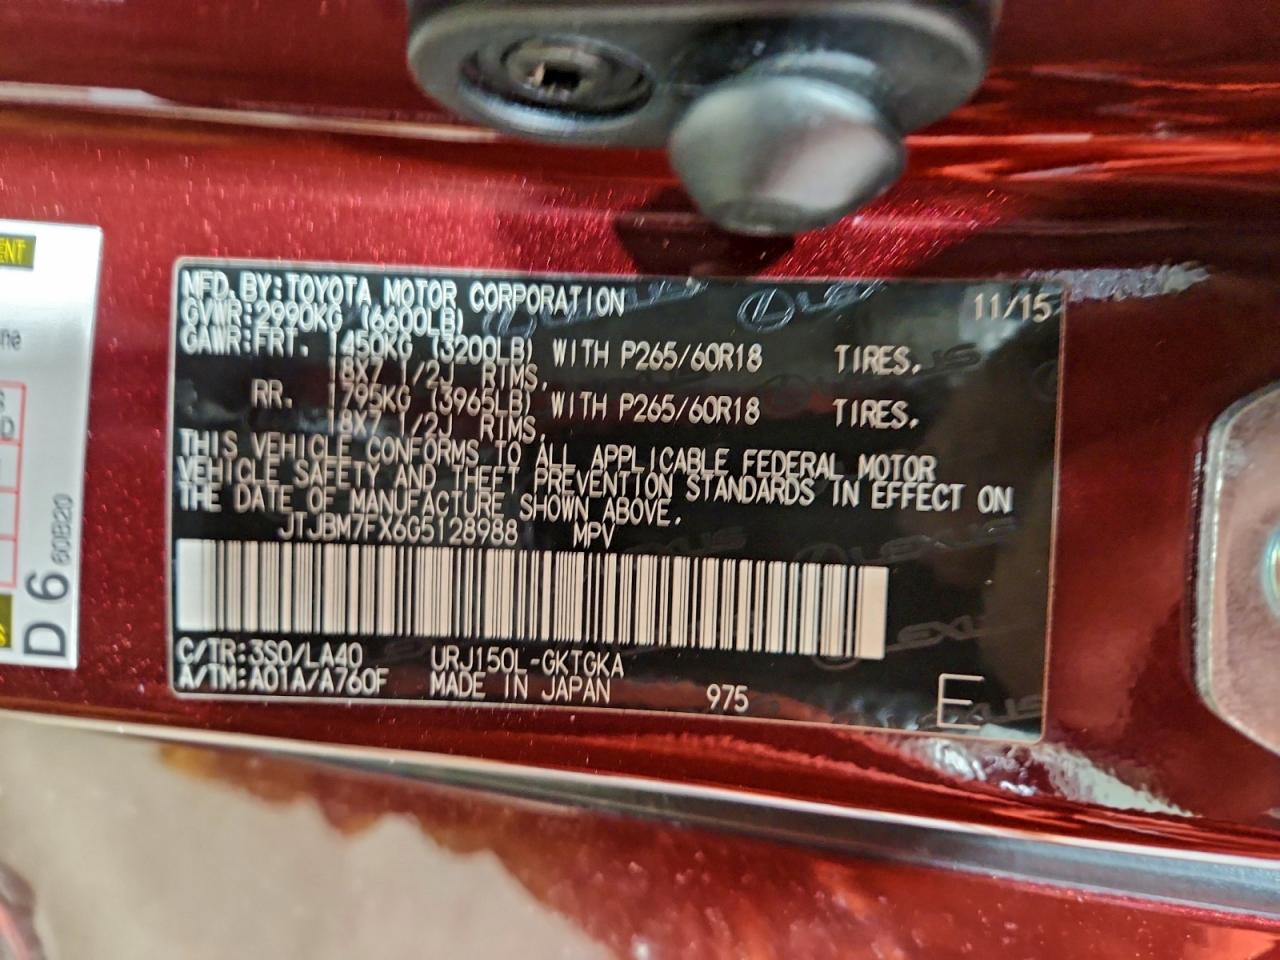 MFD.BY:TOYOTA MOTOR CORPORATION 11/15
GVWR:2990KG (6600LB)
GAWR:FRT. 1450KG (3200LB) WITH P265/60R18 TIRES,
18X7 1/2J RIMS,
RR. 1795KG (3965LB) WITH P265/60R18 TIRES,
18X7 1/2J RIMS,
THIS VEHICLE CONFORMS TO ALL APPLICABLE FEDERAL MOTOR
VEHICLE SAFETY AND THEFT PREVENTION STANDARDS IN EFFECT ON
THE DATE OF MANUFACTURE SHOWN ABOVE.
JTJBM7FX6G5128988 MPV
C/TR:3S0/LA40 URJ150L-GKTGKA
A/TM:A01A/A760F MADE IN JAPAN 975 E
D 6
60IB20
LEXUS